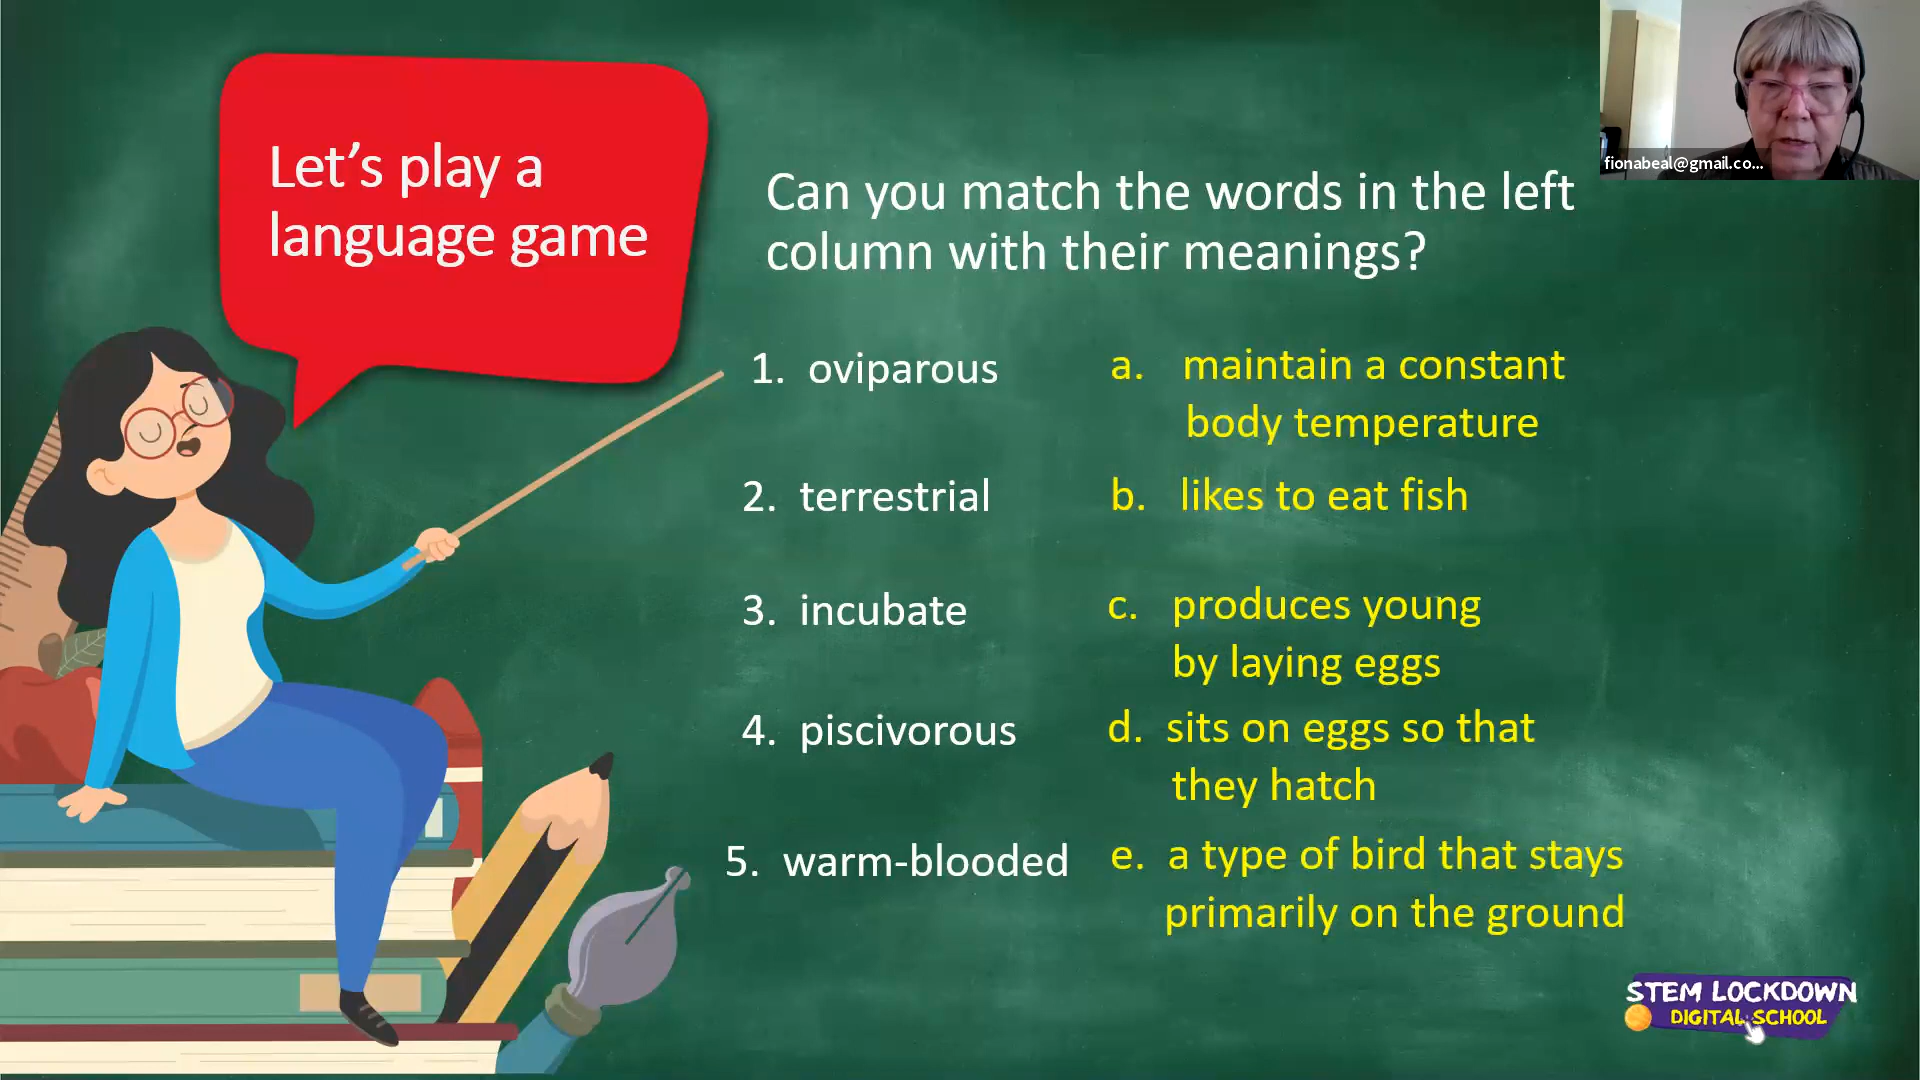 Let’s play a
language game
fionabeal@gmail.co...
Can you match the words in the left
column with their meanings?
1. oviparous
a. maintain a constant
body temperature
2. terrestrial
b. likes to eat fish
3. incubate
c. produces young
by laying eggs
4. piscivorous
d. sits on eggs so that
they hatch
5. warm-blooded
e. a type of bird that stays
primarily on the ground
STEM LOCKDOWN
DIGITAL SCHOOL